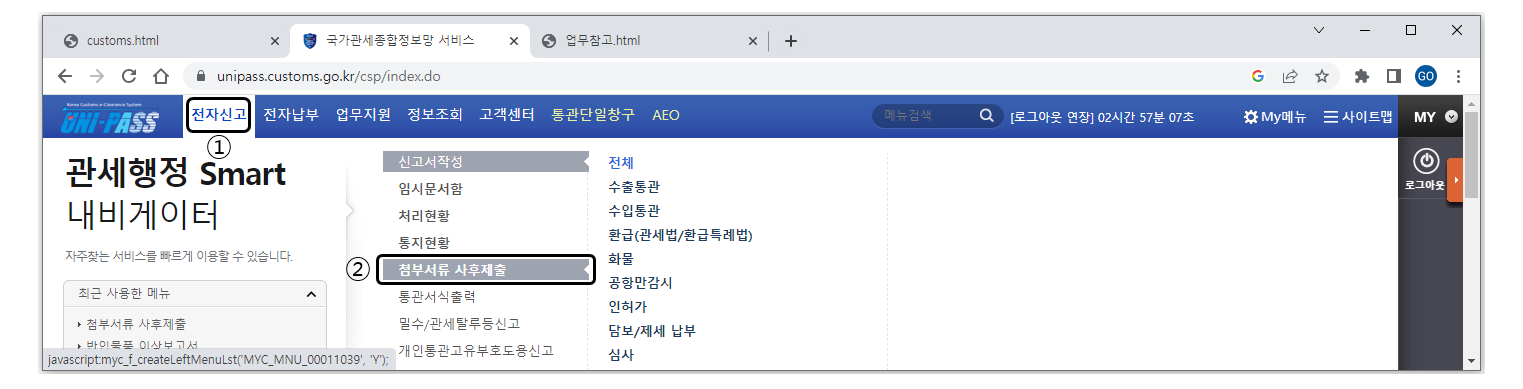 customs.html
국가관세종합정보망 서비스
업무참고.html
unipass.customs.go.kr/csp/index.do
GO
Korea Customs e-Clearance System
UNI-PASS
전자신고
전자납부
업무지원
정보조회
고객센터
통관단일창구
AEO
메뉴검색
[로그아웃 연장] 02시간 57분 07초
My메뉴
사이트맵
MY
①
관세행정 Smart
내비게이터
자주찾는 서비스를 빠르게 이용할 수 있습니다.
최근 사용한 메뉴
첨부서류 사후제출
반입물품 이상보고서
신고서작성
임시문서함
처리현황
통지현황
②
첨부서류 사후제출
통관서식출력
밀수/관세탈루등신고
개인통관고유부호도용신고
전체
수출통관
수입통관
환급(관세법/환급특례법)
화물
공항만감시
인허가
담보/제세 납부
심사
로그아웃
javascript:myc_f_createLeftMenuLst('MYC_MNU_00011039', 'Y');